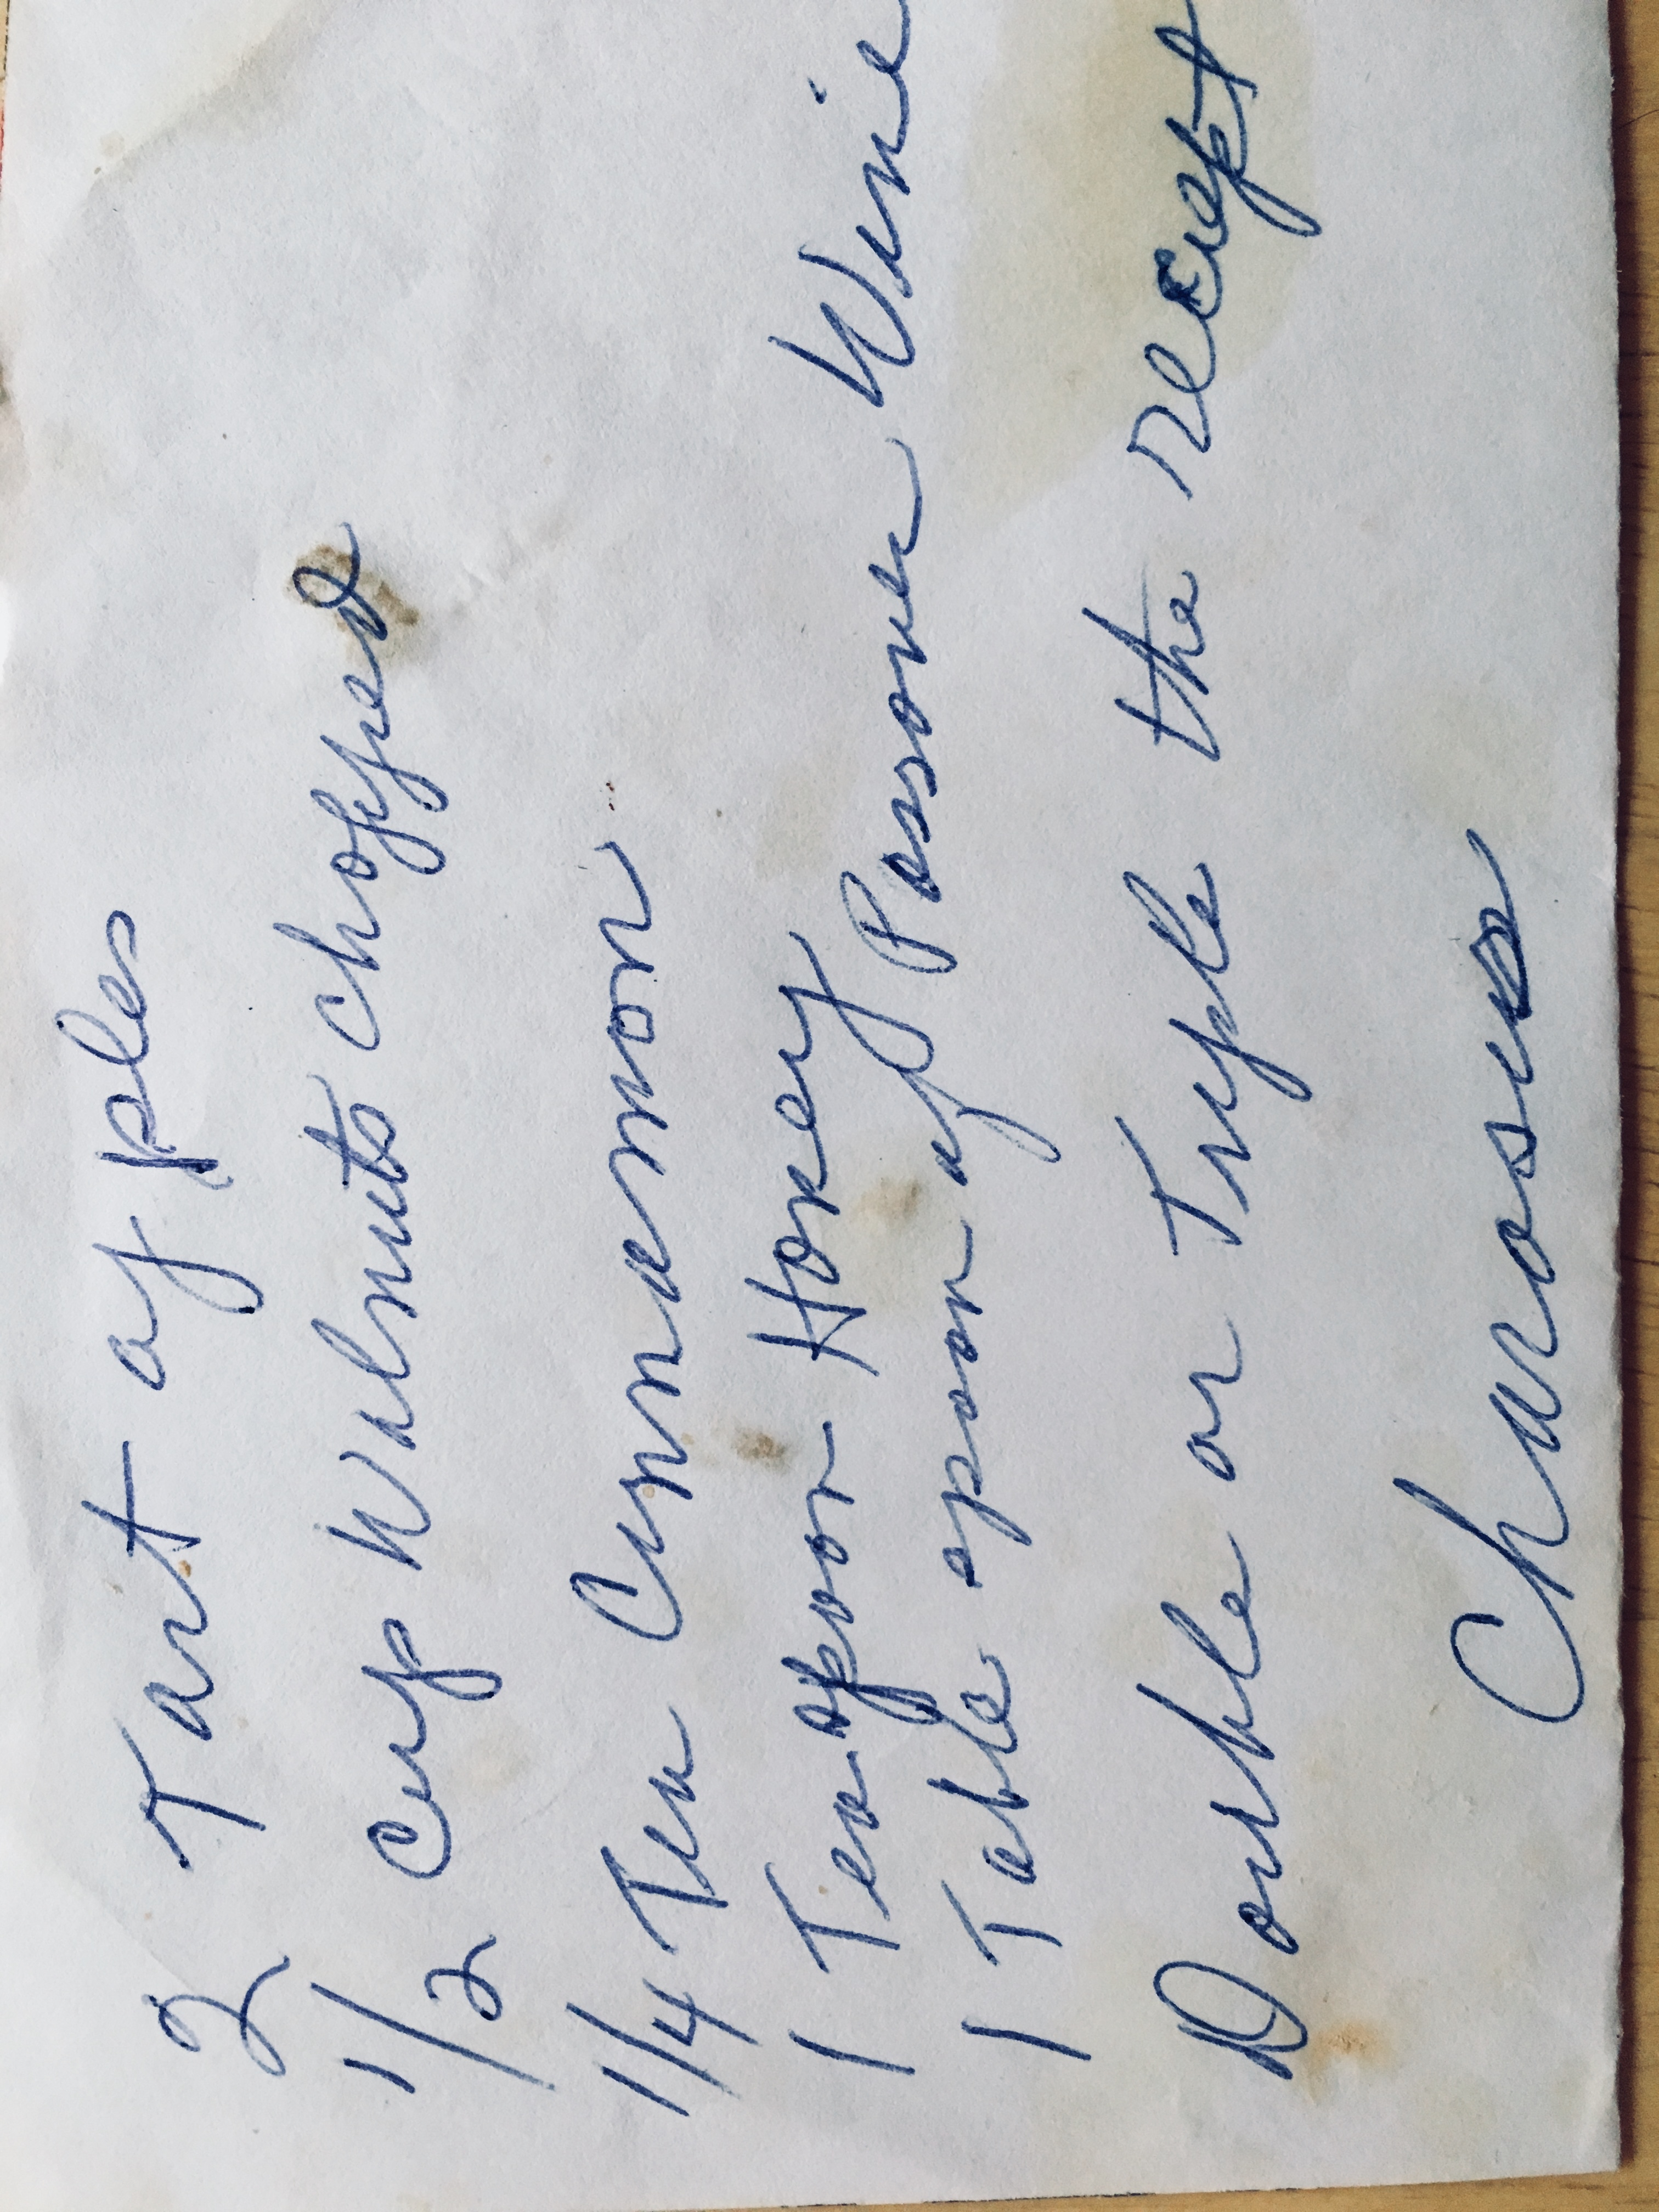 2 Tart apples
1/2 cup Walnuts chopped
1/4 Tea Cinnamon
1 Teaspoon Honey
1 Table spoon of Passover Wine
Double or Triple the reciept
Charoses